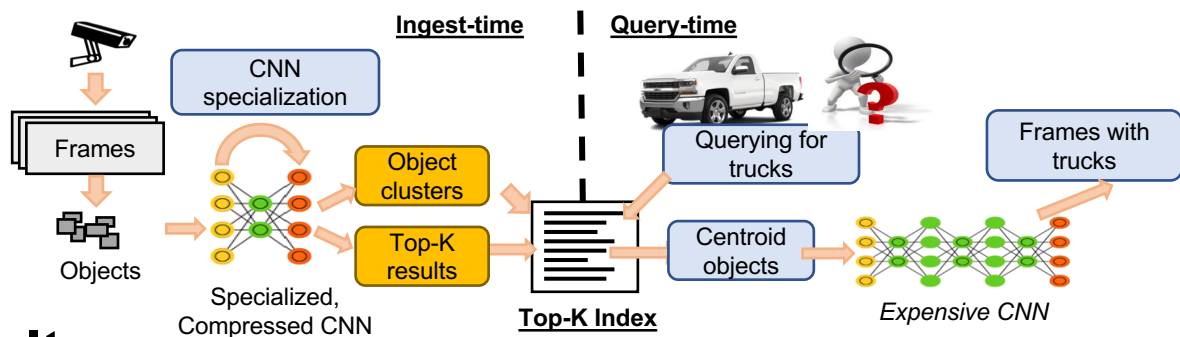 Ingest-time
Query-time
CNN
specialization
Frames
Objects
Specialized,
Compressed CNN
Object
clusters
Top-K
results
Top-K Index
Querying for
trucks
Centroid
objects
Expensive CNN
Frames with
trucks